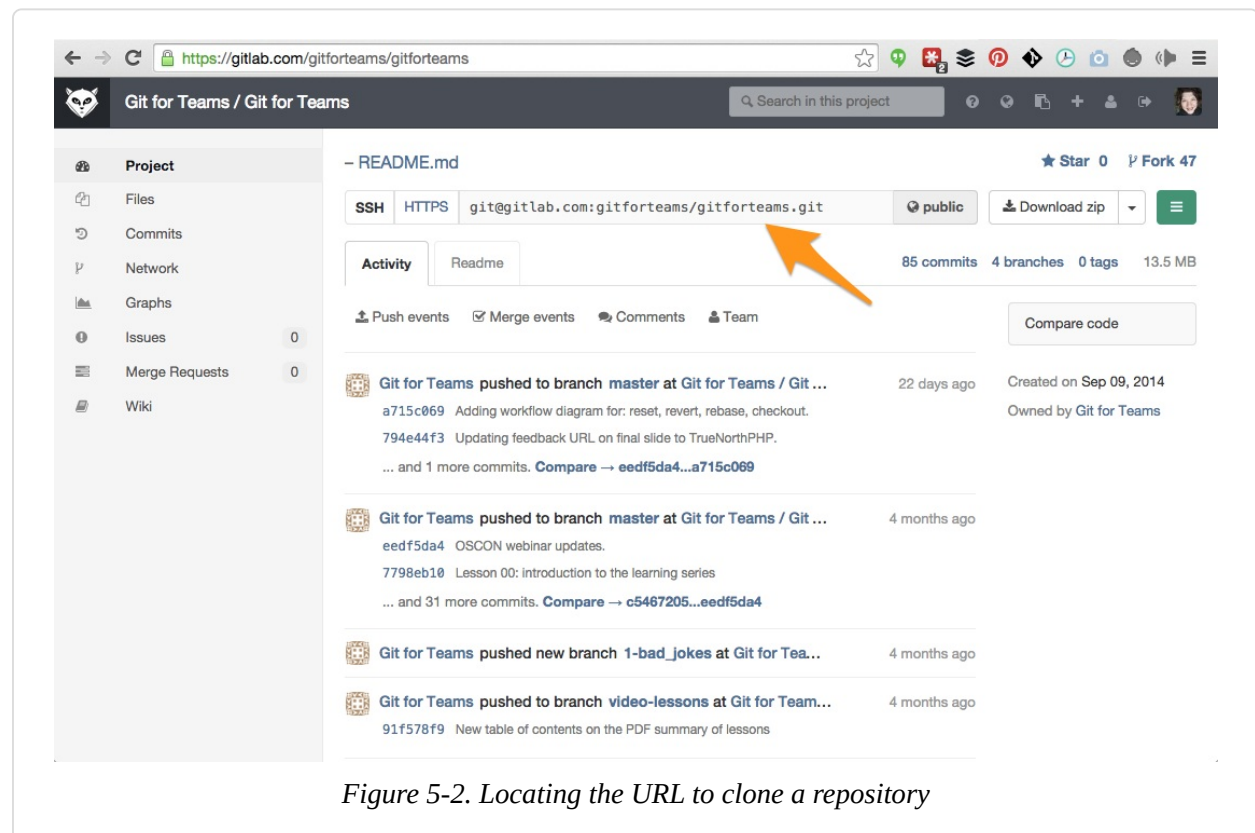 https://gitlab.com/gitforteams/gitforteams
2
Git for Teams / Git for Teams
Search in this project
Project
Files
Commits
Network
Graphs
Issues 0
Merge Requests 0
Wiki
– README.md
Star 0 Fork 47
SSH HTTPS git@gitlab.com:gitforteams/gitforteams.git public Download zip
Activity Readme 85 commits 4 branches 0 tags 13.5 MB
Push events Merge events Comments Team
Compare code
Created on Sep 09, 2014
Owned by Git for Teams
Git for Teams pushed to branch master at Git for Teams / Git ... 22 days ago
a715c069 Adding workflow diagram for: reset, revert, rebase, checkout.
794e44f3 Updating feedback URL on final slide to TrueNorthPHP.
... and 1 more commits. Compare → eedf5da4...a715c069
Git for Teams pushed to branch master at Git for Teams / Git ... 4 months ago
eedf5da4 OSCON webinar updates.
7798eb10 Lesson 00: introduction to the learning series
... and 31 more commits. Compare → c5467205...eedf5da4
Git for Teams pushed new branch 1-bad_jokes at Git for Tea... 4 months ago
Git for Teams pushed to branch video-lessons at Git for Team... 4 months ago
91f578f9 New table of contents on the PDF summary of lessons
Figure 5-2. Locating the URL to clone a repository